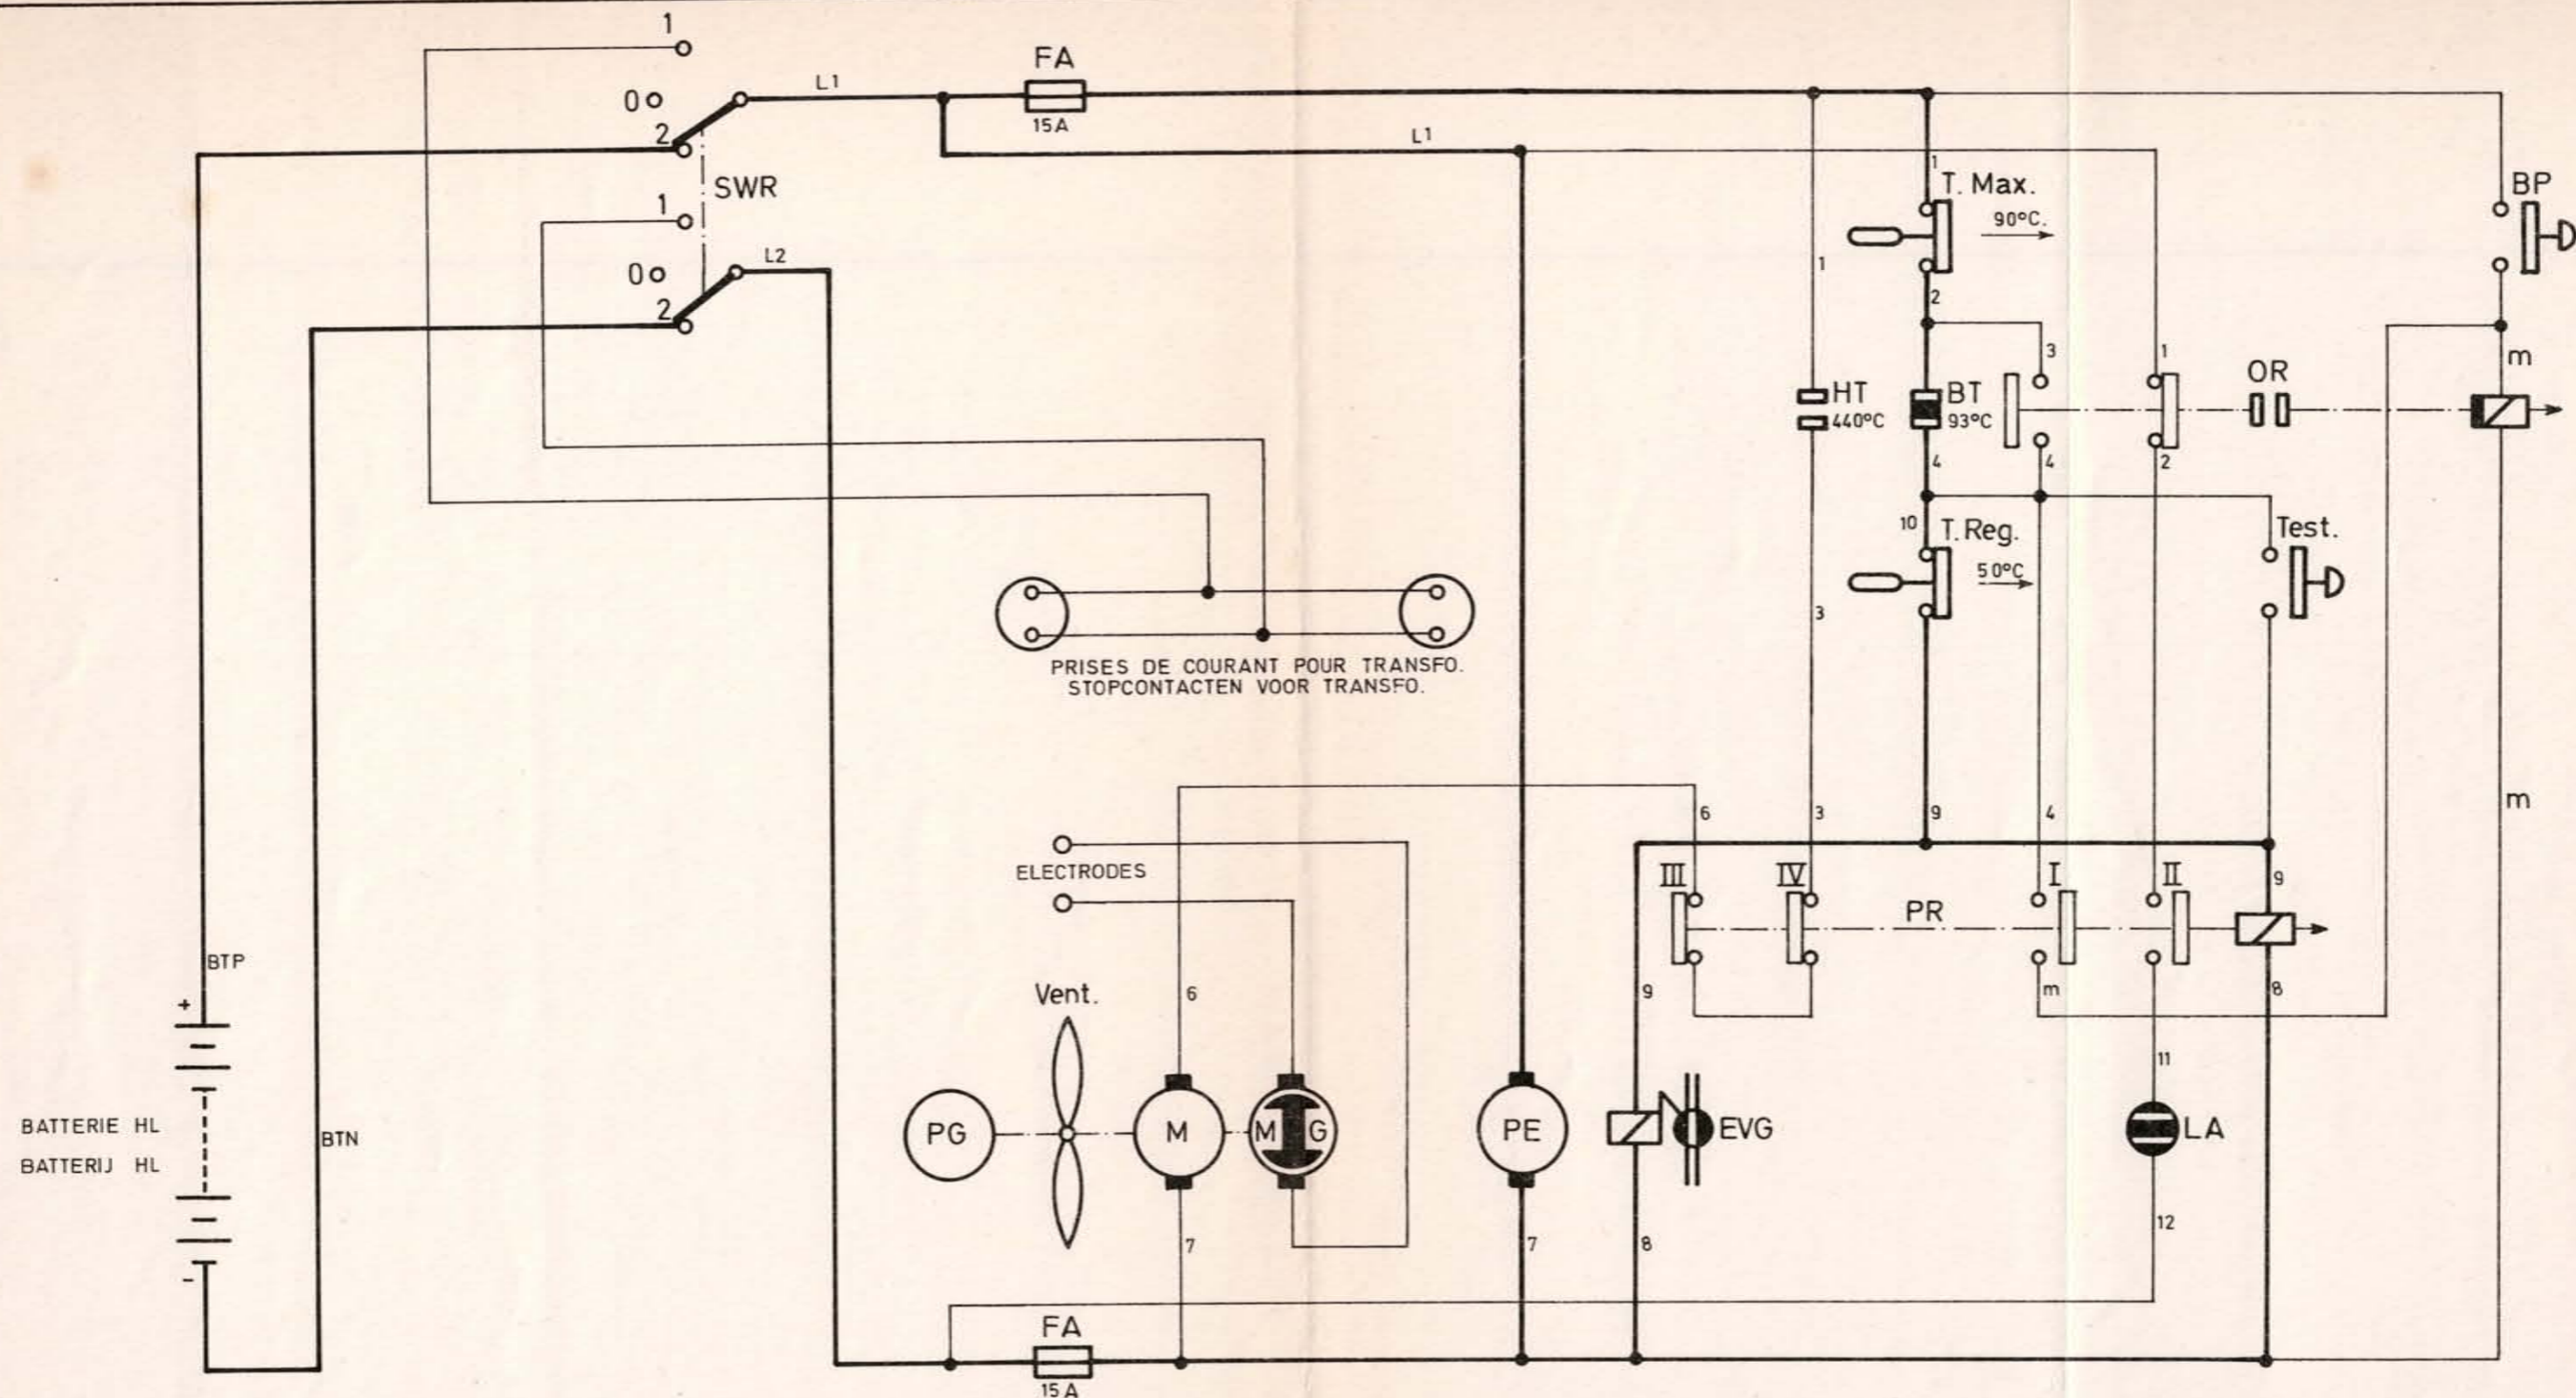 1
FA
L1
0
15A
2
L1
1
T. Max.
BP
SWR
90°C.
1
1
L2
0
2
2
3
1
m
OR
HT
BT
440°C
93°C
4
4
2
10
T.Reg.
Test.
50°C
3
PRISES DE COURANT POUR TRANSFO.
STOPCONTACTEN VOOR TRANSFO.
6
3
9
4
m
ELECTRODES
III
IV
I
II
9
PR
BTP
+
Vent.
6
9
m
8
11
BATTERIE HL
BTN
PG
M
M
G
PE
EVG
LA
BATTERIJ HL
12
7
7
8
-
FA
15A